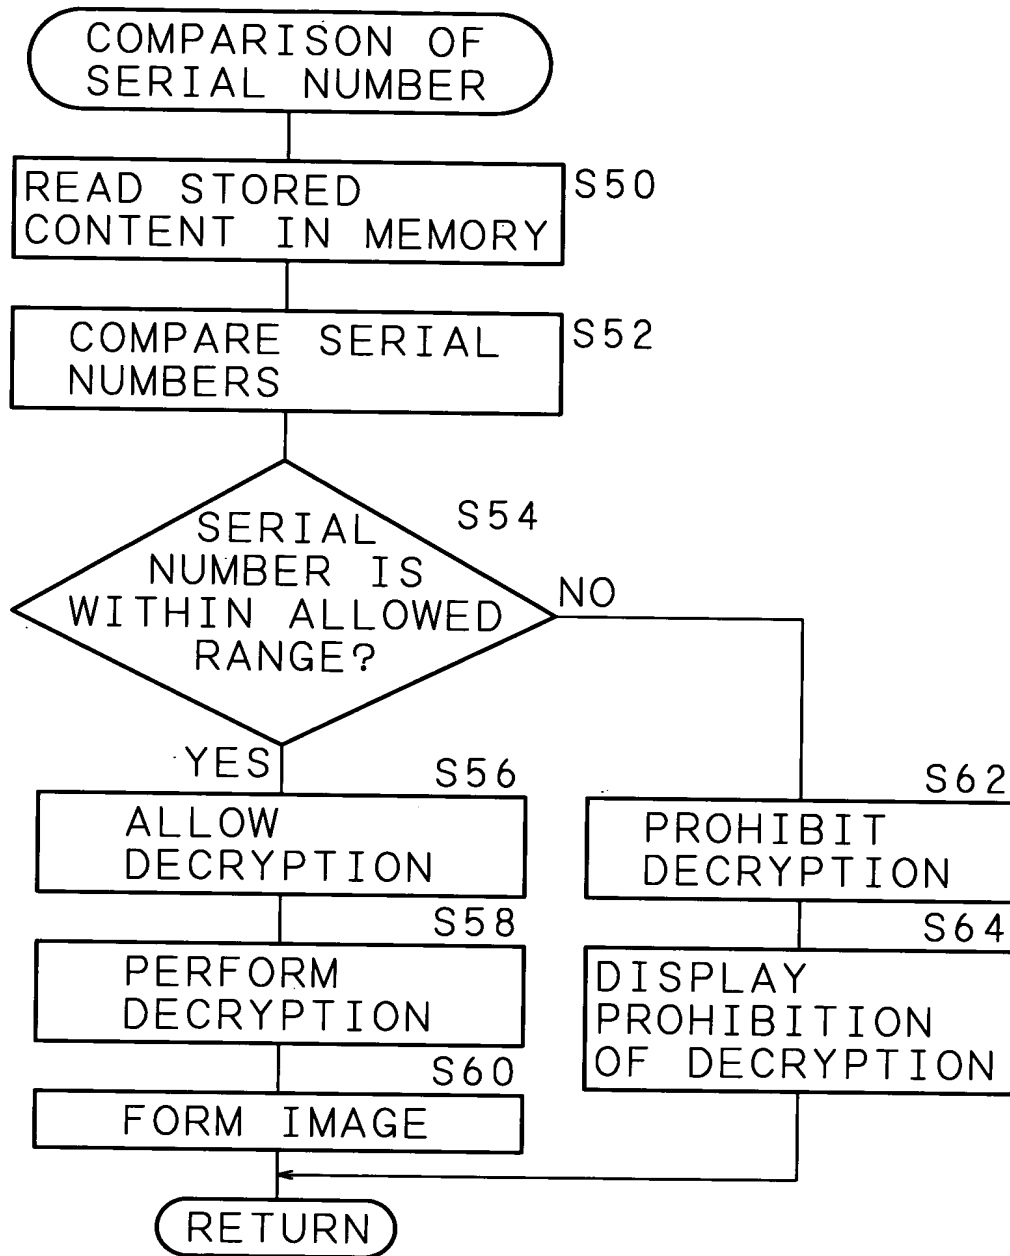 COMPARISON OF
SERIAL NUMBER
READ STORED
CONTENT IN MEMORY
S50
COMPARE SERIAL
NUMBERS
S52
S54
SERIAL
NUMBER IS
WITHIN ALLOWED
RANGE?
NO
YES
S56
ALLOW
DECRYPTION
S58
PERFORM
DECRYPTION
S60
FORM IMAGE
S62
PROHIBIT
DECRYPTION
S64
DISPLAY
PROHIBITION
OF DECRYPTION
RETURN